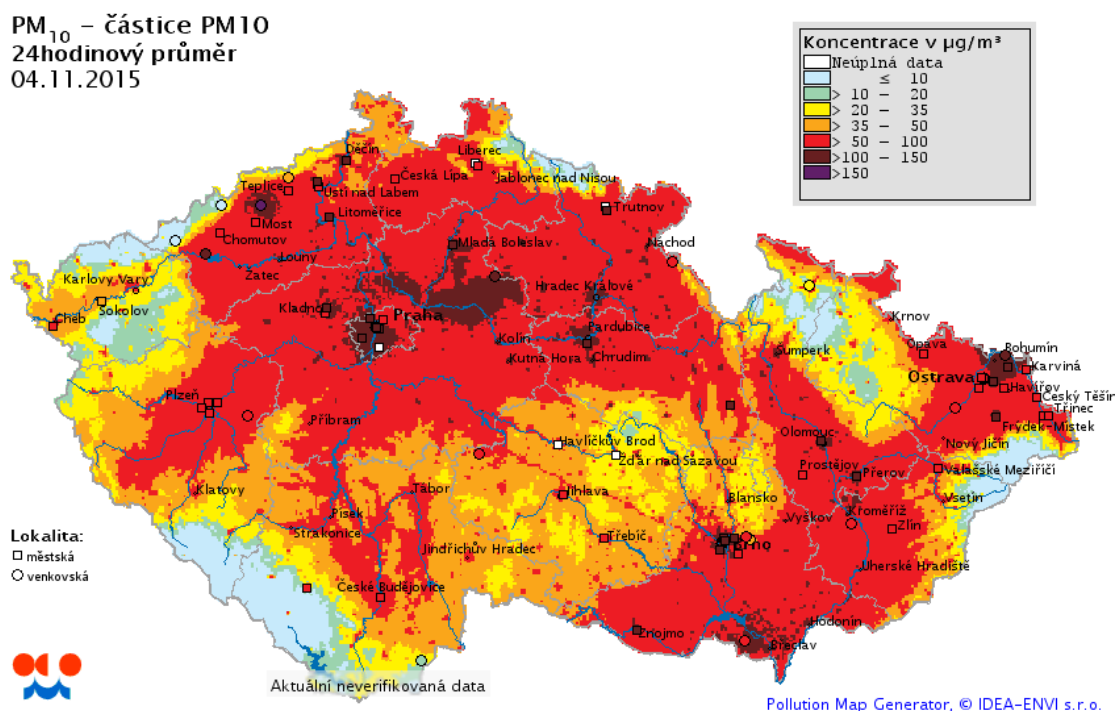 PM10 – částice PM10
24hodinový průměr
04.11.2015
Koncentrace v µg/m³
Neúplná data
≤ 10
> 10 – 20
> 20 – 35
> 35 – 50
> 50 – 100
>100 – 150
>150
Děčín
Liberec
Teplice
Česká Lípa
Jablonec nad Nisou
Ústí nad Labem
Most
Litoměřice
Trutnov
Chomutov
Mladá Boleslav
Náchod
Louny
Žatec
Karlovy Vary
Hradec Králové
Kladno
Praha
Sokolov
Cheb
Pardubice
Krnov
Kolín
Kutná Hora
Chrudim
Šumperk
Opava
Bohumín
Karviná
Ostrava
Havířov
Český Těšín
Třinec
Frýdek-Místek
Plzeň
Příbram
Olomouc
Nový Jičín
Havlíčkův Brod
Žďár nad Sázavou
Prostějov
Přerov
Valašské Meziříčí
Klatovy
Tábor
Jihlava
Blansko
Vsetín
Písek
Vyškov
Kroměříž
Zlín
Strakonice
Třebíč
Brno
Jindřichův Hradec
Uherské Hradiště
České Budějovice
Hodonín
Znojmo
Břeclav
Lokalita:
městská
venkovská
Aktuální neverifikovaná data
Pollution Map Generator, © IDEA-ENVI s.r.o.